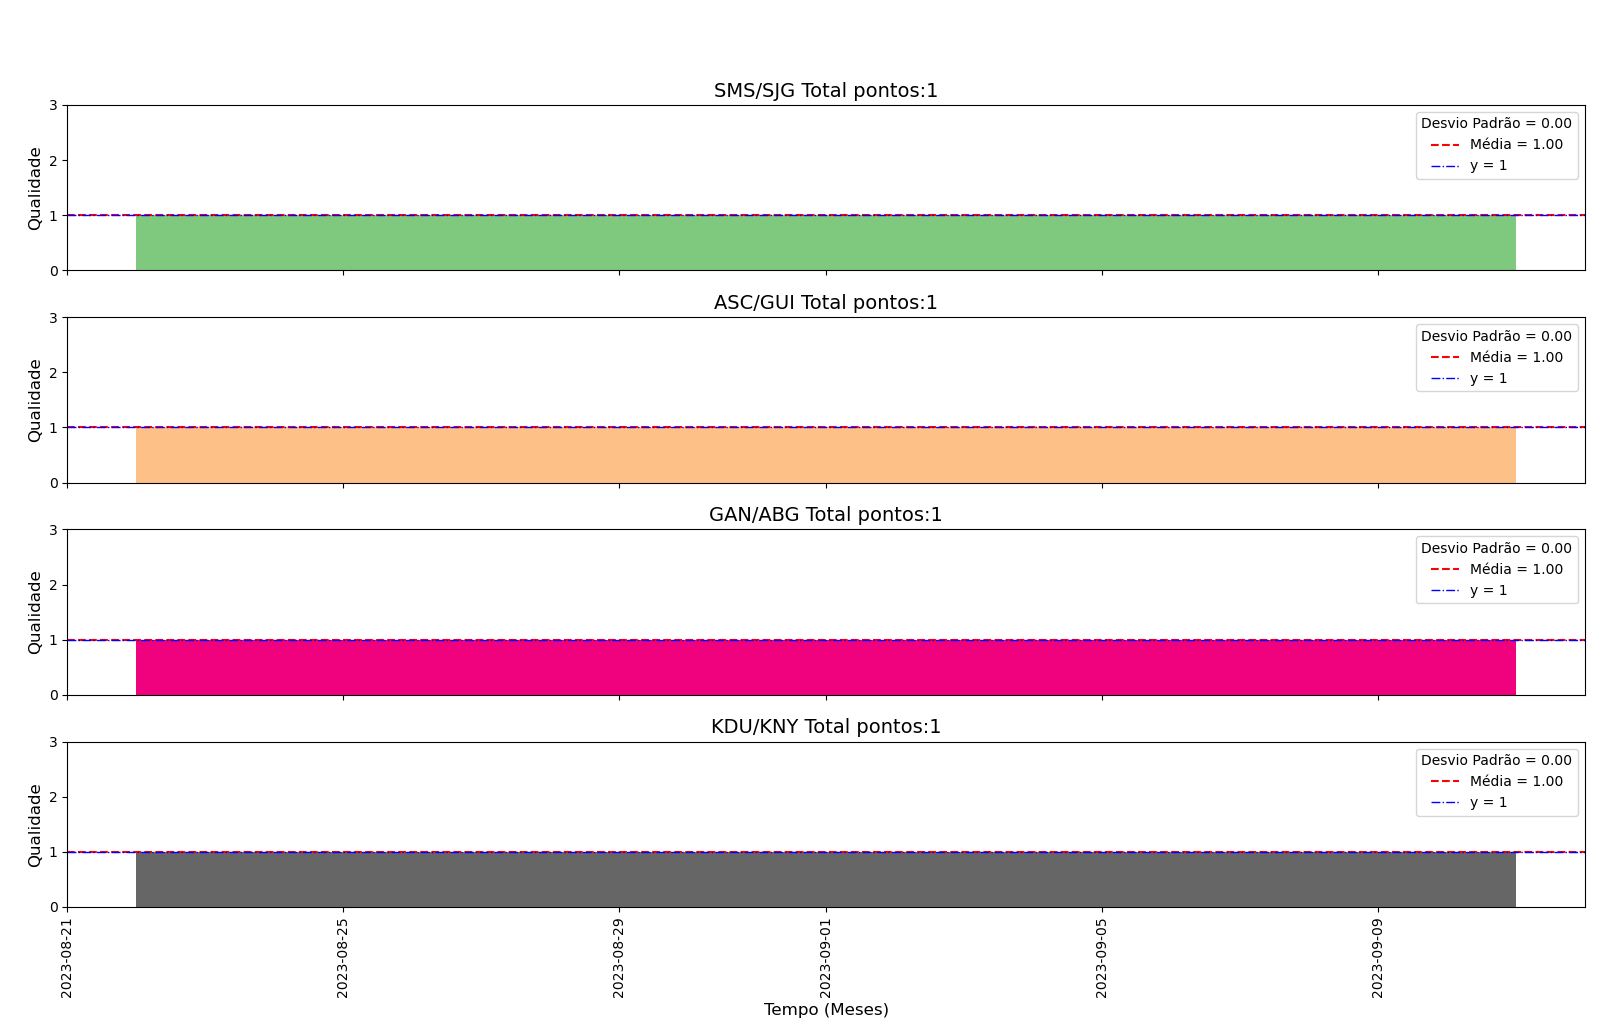 SMS/SJG Total pontos:1
3
2
1
0
Qualidade
Desvio Padrão = 0.00
Média = 1.00
y = 1
ASC/GUI Total pontos:1
3
2
1
0
Qualidade
Desvio Padrão = 0.00
Média = 1.00
y = 1
GAN/ABG Total pontos:1
3
2
1
0
Qualidade
Desvio Padrão = 0.00
Média = 1.00
y = 1
KDU/KNY Total pontos:1
3
2
1
0
Qualidade
Desvio Padrão = 0.00
Média = 1.00
y = 1
2023-08-21
2023-08-25
2023-08-29
2023-09-01
2023-09-05
2023-09-09
Tempo (Meses)